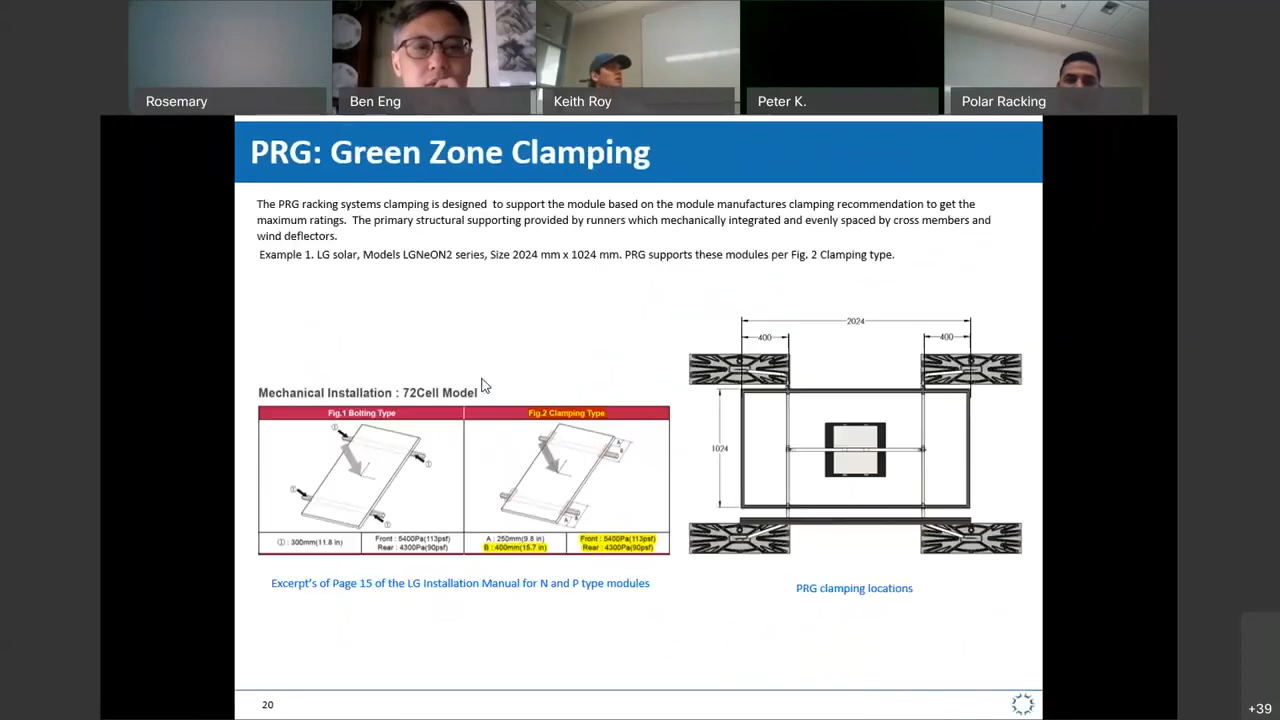 Rosemary
Ben Eng
Keith Roy
Peter K.
Polar Racking
PRG: Green Zone Clamping
The PRG racking systems clamping is designed to support the module based on the module manufactures clamping recommendation to get the
maximum ratings. The primary structural supporting provided by runners which mechanically integrated and evenly spaced by cross members and
wind deflectors.
Example 1. LG solar, Models LGNeON2 series, Size 2024 mm x 1024 mm. PRG supports these modules per Fig. 2 Clamping type.
Mechanical Installation : 72Cell Model
Fig.1 Bolting Type
Fig.2 Clamping Type
①
①
①
①
A
B
A
B
① : 300mm(11.8 in)
Front : 5400Pa(113psf)
Rear : 4300Pa(90psf)
A : 250mm(9.8 in)
B : 400mm(15.7 in)
Front : 5400Pa(113psf)
Rear : 4300Pa(90psf)
2024
400
400
1024
Excerpt's of Page 15 of the LG Installation Manual for N and P type modules
PRG clamping locations
20
+39